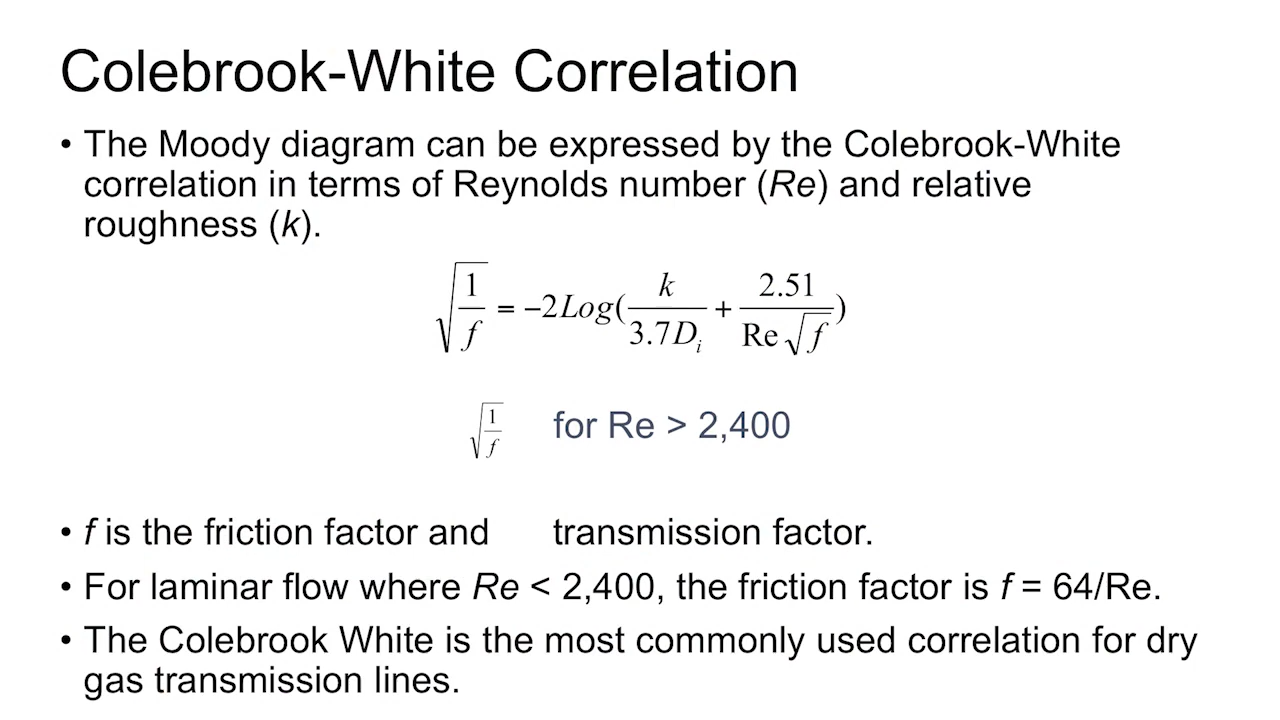 Colebrook-White Correlation
• The Moody diagram can be expressed by the Colebrook-White
correlation in terms of Reynolds number (Re) and relative
roughness (k).
√(1/f) = −2Log(k/3.7D_i + 2.51/Re√f)
√(1/f) for Re > 2,400
• f is the friction factor and transmission factor.
• For laminar flow where Re < 2,400, the friction factor is f = 64/Re.
• The Colebrook White is the most commonly used correlation for dry
gas transmission lines.